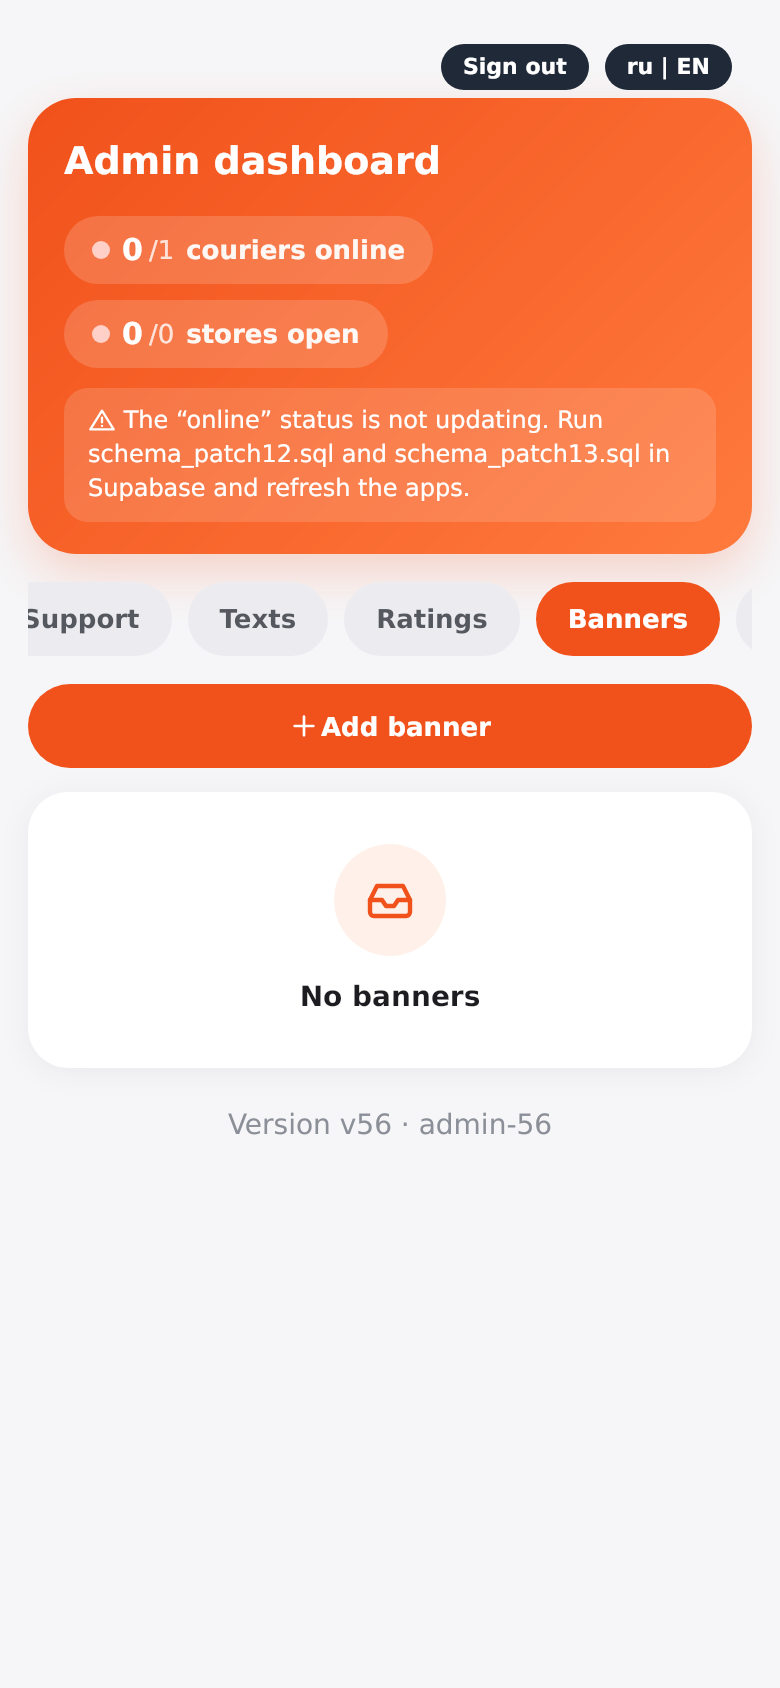 Sign out
ru | EN
Admin dashboard
0/1 couriers online
0/0 stores open
The “online” status is not updating. Run
schema_patch12.sql and schema_patch13.sql in
Supabase and refresh the apps.
Support
Texts
Ratings
Banners
+ Add banner
No banners
Version v56 · admin-56